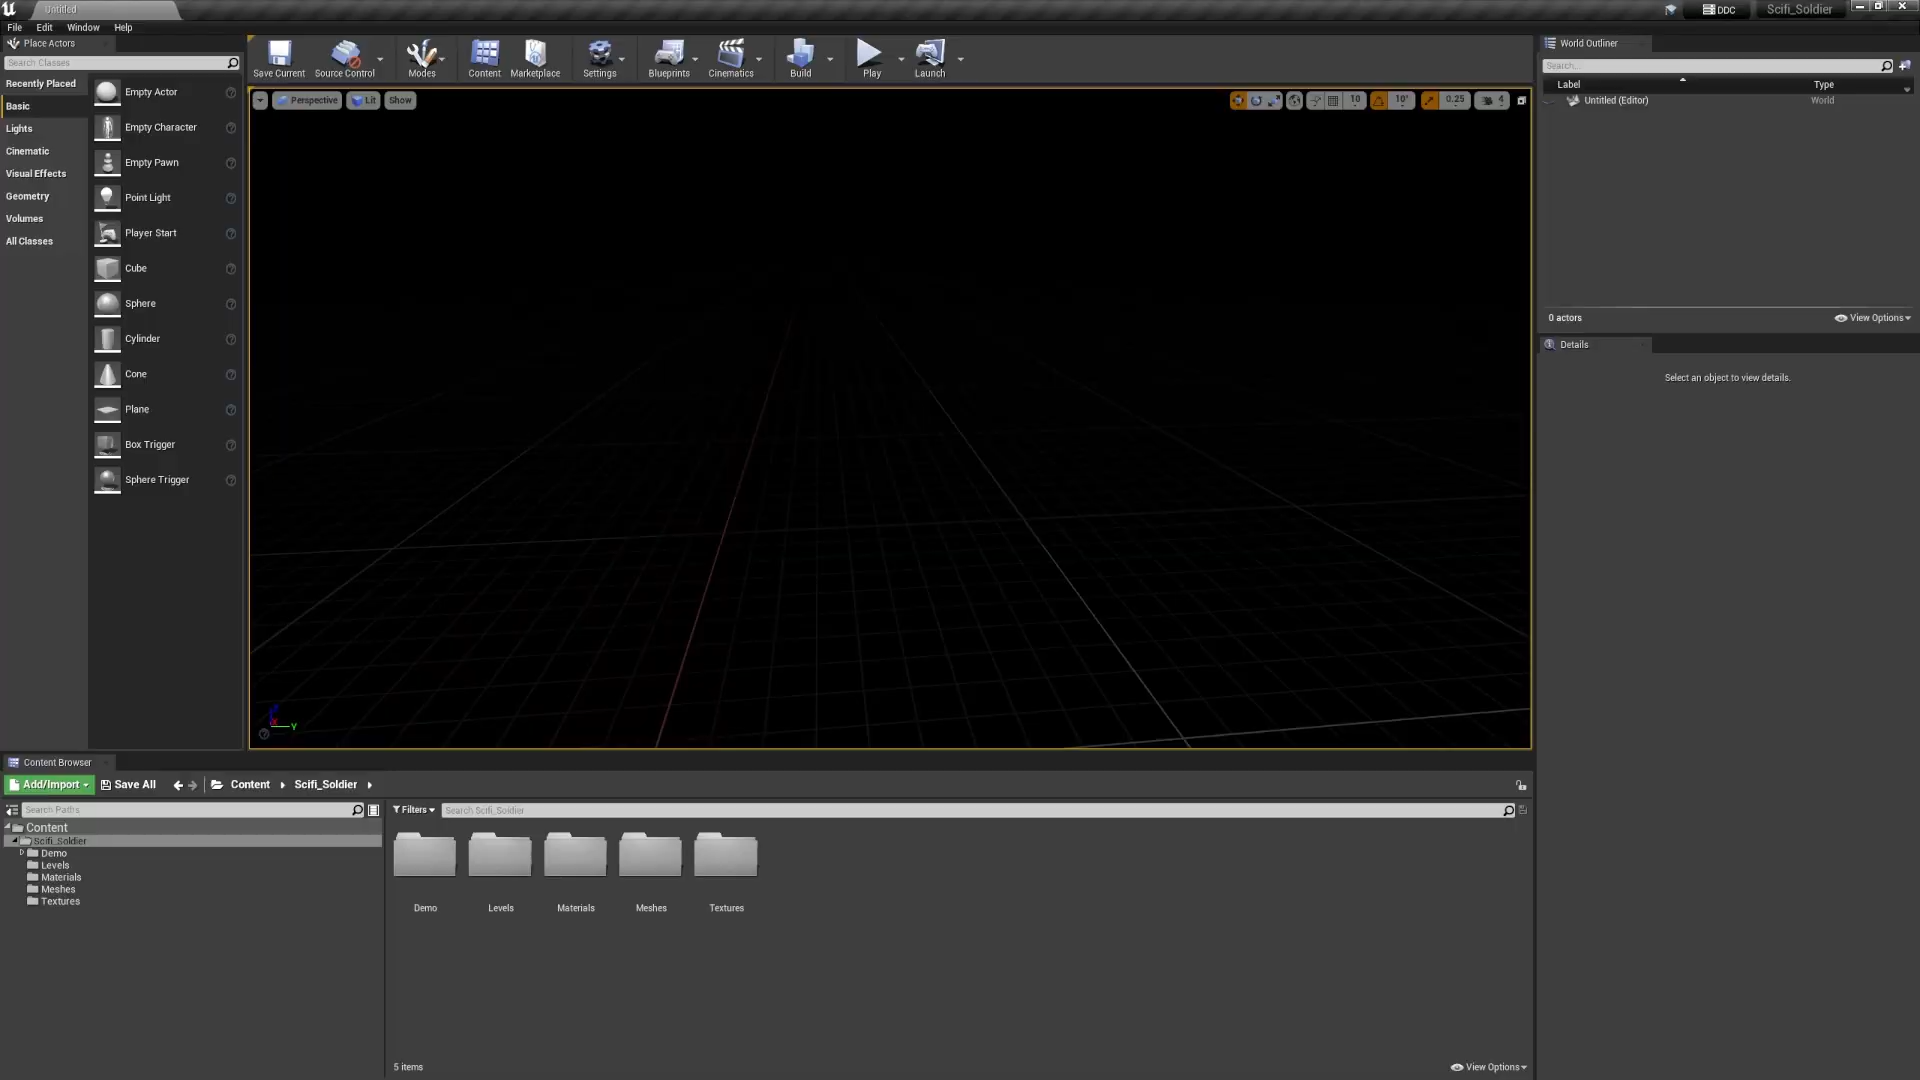 Untitled
DDC
Scifi_Soldier
File Edit Window Help
Place Actors
Search Classes
Recently Placed
Basic
Lights
Cinematic
Visual Effects
Geometry
Volumes
All Classes
Empty Actor
Empty Character
Empty Pawn
Point Light
Player Start
Cube
Sphere
Cylinder
Cone
Plane
Box Trigger
Sphere Trigger
Save Current
Source Control
Modes
Content
Marketplace
Settings
Blueprints
Cinematics
Build
Play
Launch
Perspective
Lit
Show
10
10°
0.25
4
Y
World Outliner
Search...
Label Type
Untitled (Editor) World
0 actors
View Options
Details
Select an object to view details.
Content Browser
Add/Import
Save All
Content
Scifi_Soldier
Search Paths
Content
Scifi_Soldier
Demo
Levels
Materials
Meshes
Textures
Filters
Search Scifi_Soldier
Demo
Levels
Materials
Meshes
Textures
5 items
View Options